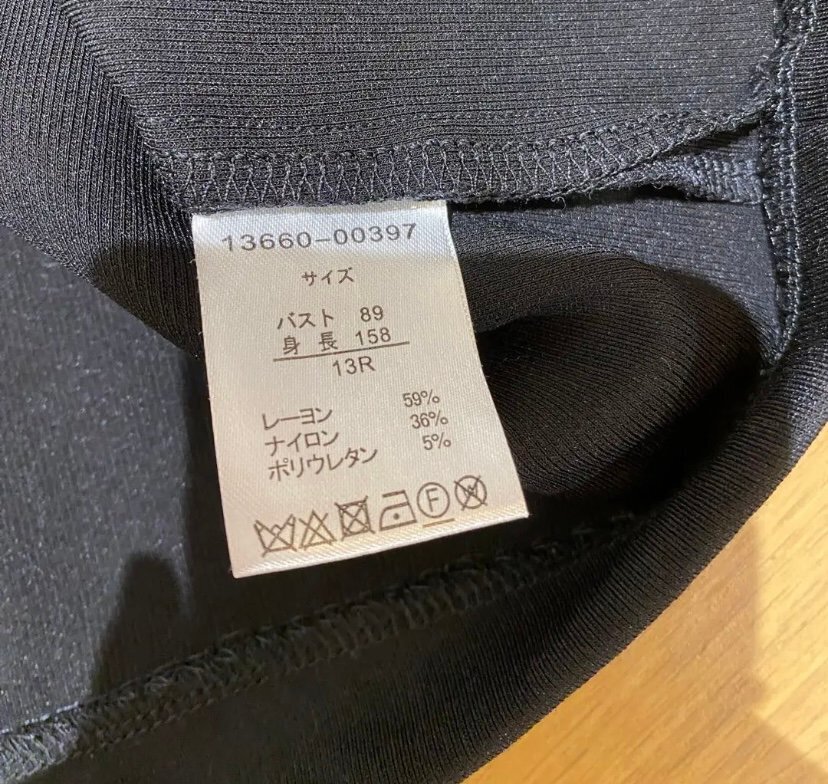 13660-00397
サイズ
バスト 89
身長 158
13R
レーヨン 59%
ナイロン 36%
ポリウレタン 5%
F